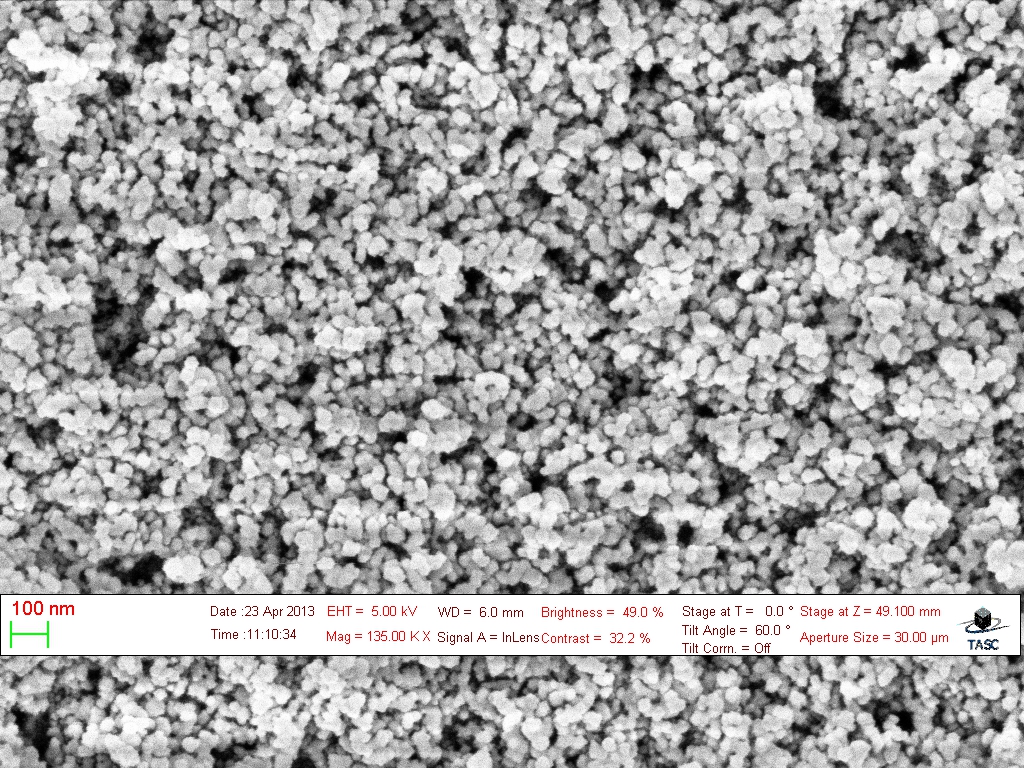 100 nm
Date :23 Apr 2013 EHT = 5.00 kV WD = 6.0 mm Brightness = 49.0 % Stage at T = 0.0 ° Stage at Z = 49.100 mm
Time :11:10:34 Mag = 135.00 K X Signal A = InLens Contrast = 32.2 % Tilt Angle = 60.0 ° Aperture Size = 30.00 µm
Tilt Corrn. = Off
TASC